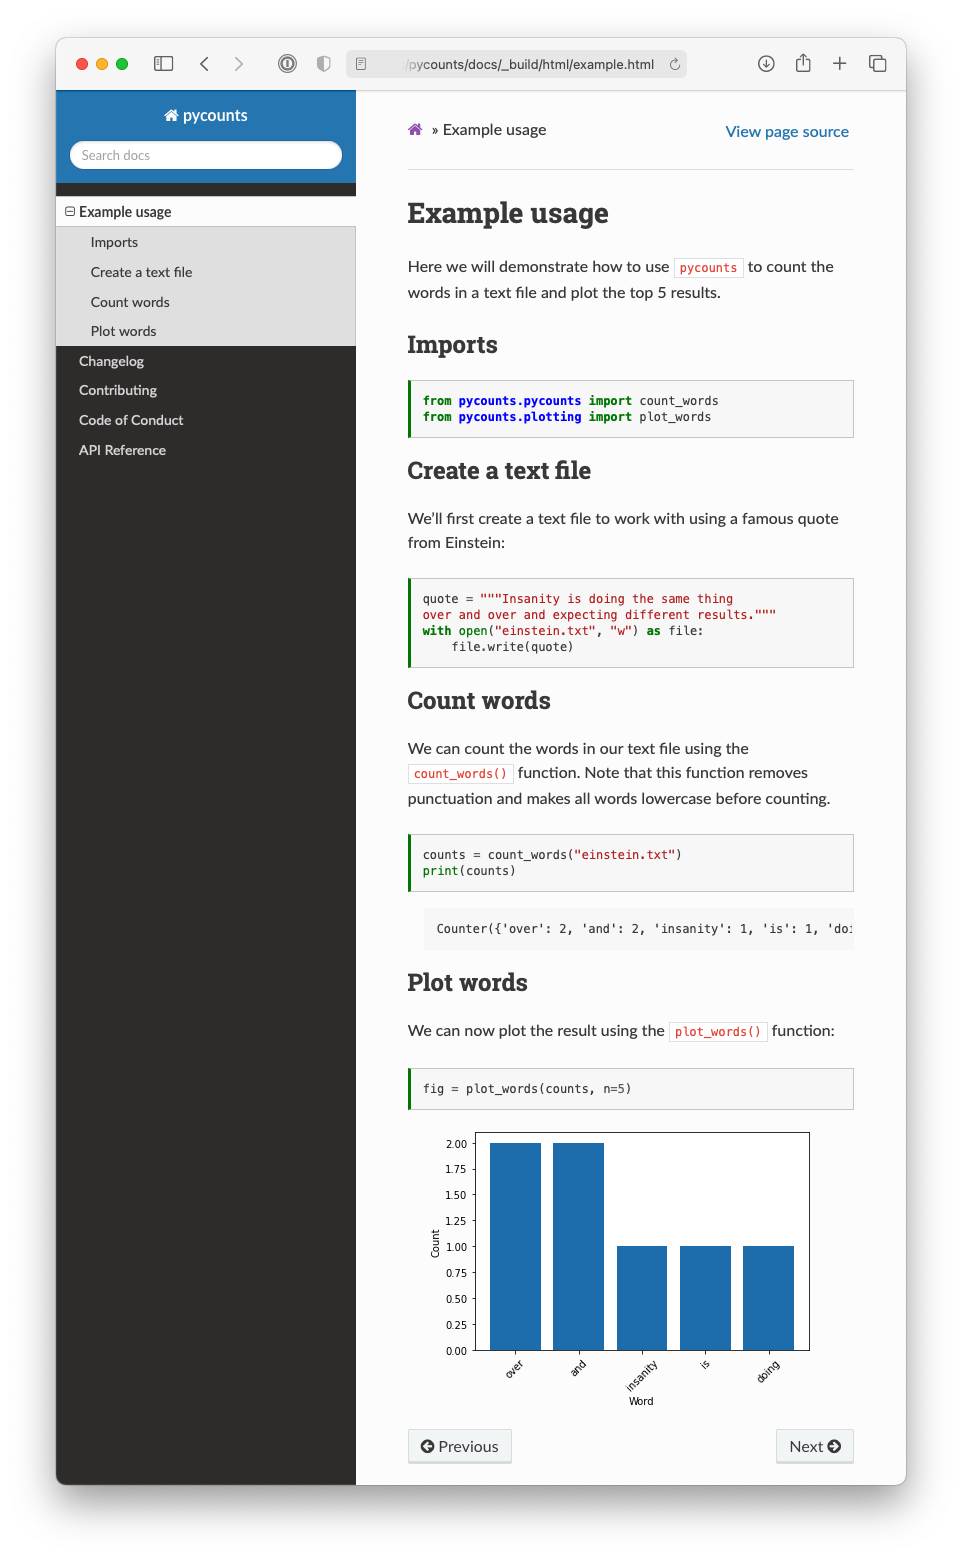 /pycounts/docs/_build/html/example.html
pycounts
Search docs
Example usage
Imports
Create a text file
Count words
Plot words
Changelog
Contributing
Code of Conduct
API Reference
» Example usage
View page source
Example usage
Here we will demonstrate how to use pycounts to count the
words in a text file and plot the top 5 results.
Imports
from pycounts.pycounts import count_words
from pycounts.plotting import plot_words
Create a text file
We’ll first create a text file to work with using a famous quote
from Einstein:
quote = """Insanity is doing the same thing
over and over and expecting different results."""
with open("einstein.txt", "w") as file:
    file.write(quote)
Count words
We can count the words in our text file using the
count_words() function. Note that this function removes
punctuation and makes all words lowercase before counting.
counts = count_words("einstein.txt")
print(counts)
Counter({'over': 2, 'and': 2, 'insanity': 1, 'is': 1, 'doi
Plot words
We can now plot the result using the plot_words() function:
fig = plot_words(counts, n=5)
2.00
1.75
1.50
1.25
1.00
0.75
0.50
0.25
0.00
Count
over
and
insanity
is
doing
Word
Previous
Next